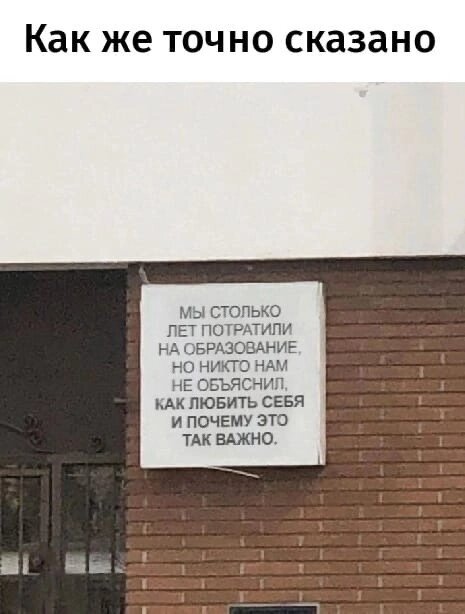 Как же точно сказано
МЫ СТОЛЬКО
ЛЕТ ПОТРАТИЛИ
НА ОБРАЗОВАНИЕ,
НО НИКТО НАМ
НЕ ОБЪЯСНИЛ,
КАК ЛЮБИТЬ СЕБЯ
И ПОЧЕМУ ЭТО
ТАК ВАЖНО.